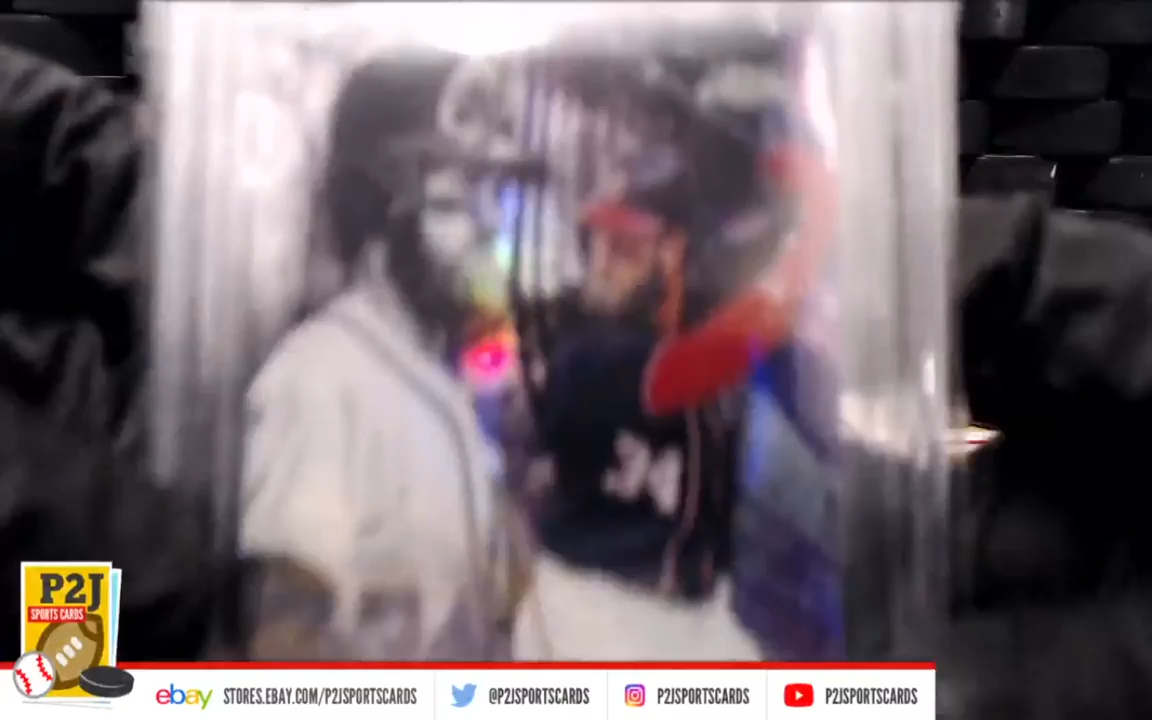 34
P2J
SPORTS CARDS
ebay STORES.EBAY.COM/P2JSPORTSCARDS @P2JSPORTSCARDS P2JSPORTSCARDS P2JSPORTSCARDS